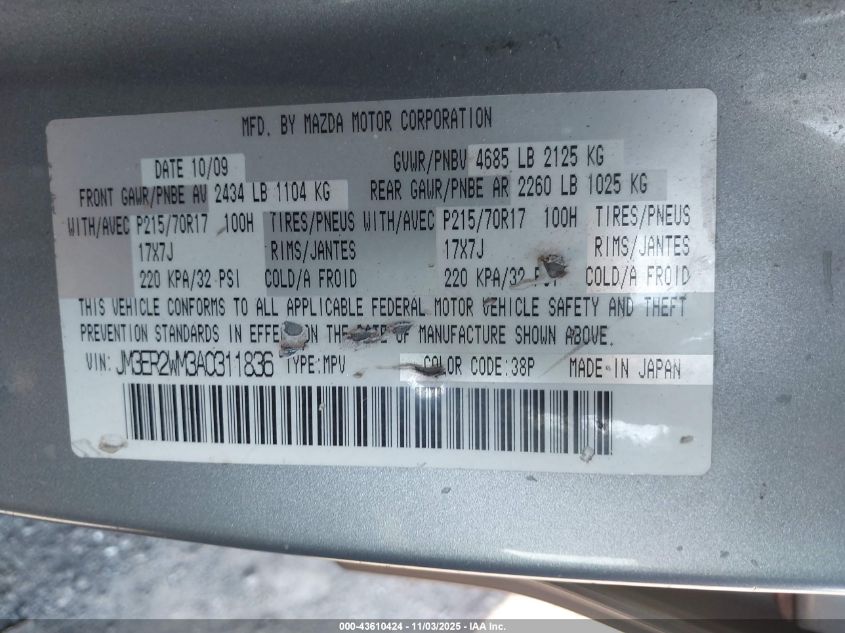 MFD. BY MAZDA MOTOR CORPORATION
DATE 10/09 GVWR/PNBV 4685 LB 2125 KG
FRONT GAWR/PNBE AV 2434 LB 1104 KG REAR GAWR/PNBE AR 2260 LB 1025 KG
WITH/AVEC P215/70R17 100H TIRES/PNEUS WITH/AVEC P215/70R17 100H TIRES/PNEUS
17X7J RIMS/JANTES 17X7J RIMS/JANTES
220 KPA/32 PSI COLD/A FROID 220 KPA/32 PSI COLD/A FROID
THIS VEHICLE CONFORMS TO ALL APPLICABLE FEDERAL MOTOR VEHICLE SAFETY AND THEFT
PREVENTION STANDARDS IN EFFECT ON THE DATE OF MANUFACTURE SHOWN ABOVE.
VIN: JM3ER2WM3A0311836 TYPE:MPV COLOR CODE:38P MADE IN JAPAN
000-43610424 - 11/03/2025 - IAA Inc.